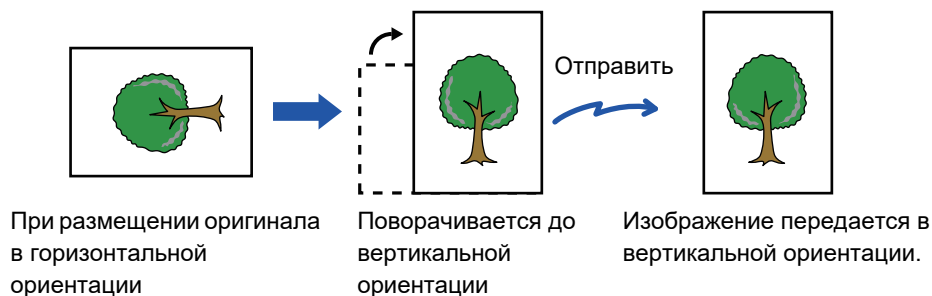 Отправить
При размещении оригинала
в горизонтальной
ориентации
Поворачивается до
вертикальной
ориентации
Изображение передается в
вертикальной ориентации.